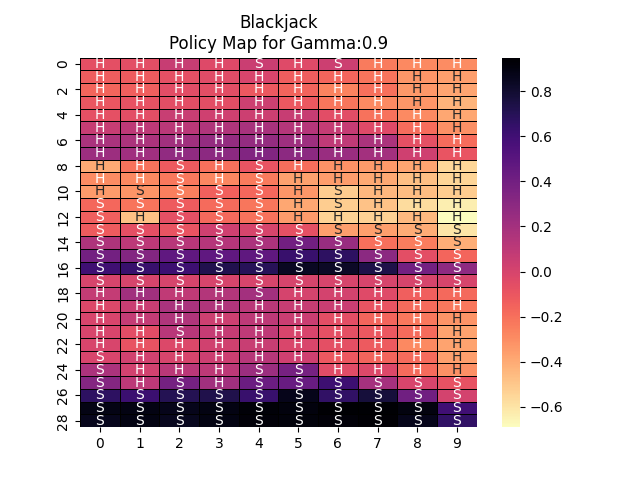 Blackjack
Policy Map for Gamma:0.9
0 H H H H S H S H H H
H H H H H H H H H H
2 H H H H H H H H H H
H H H H H H H H H H
4 H H H H H H H H H H
H H H H H H H H H H
6 H H H H H H H H H H
H H H H H H H H H H
8 H H S H S H H H H H
H H H S S H H H H H
10 H S S S S H S H H H
S S S S S H S H H H
12 S H S S S H H H H H
S S S S S S S S S S
14 S S S S S S S S S S
S S S S S S S S S S
16 S S S S S S S S S S
S S S S S S S S S S
18 H H H H H H H H H H
H H H H H H H H H H
20 H H H H H H H H H H
H H S H H H H H H H
22 H H H H H H H H H H
S H H H H H H H H H
24 H H H H S S H H H H
S S S S S S S S S S
26 S S S S S S S S S S
S S S S S S S S S S
28 S S S S S S S S S S
0 1 2 3 4 5 6 7 8 9
0.8
0.6
0.4
0.2
0.0
−0.2
−0.4
−0.6